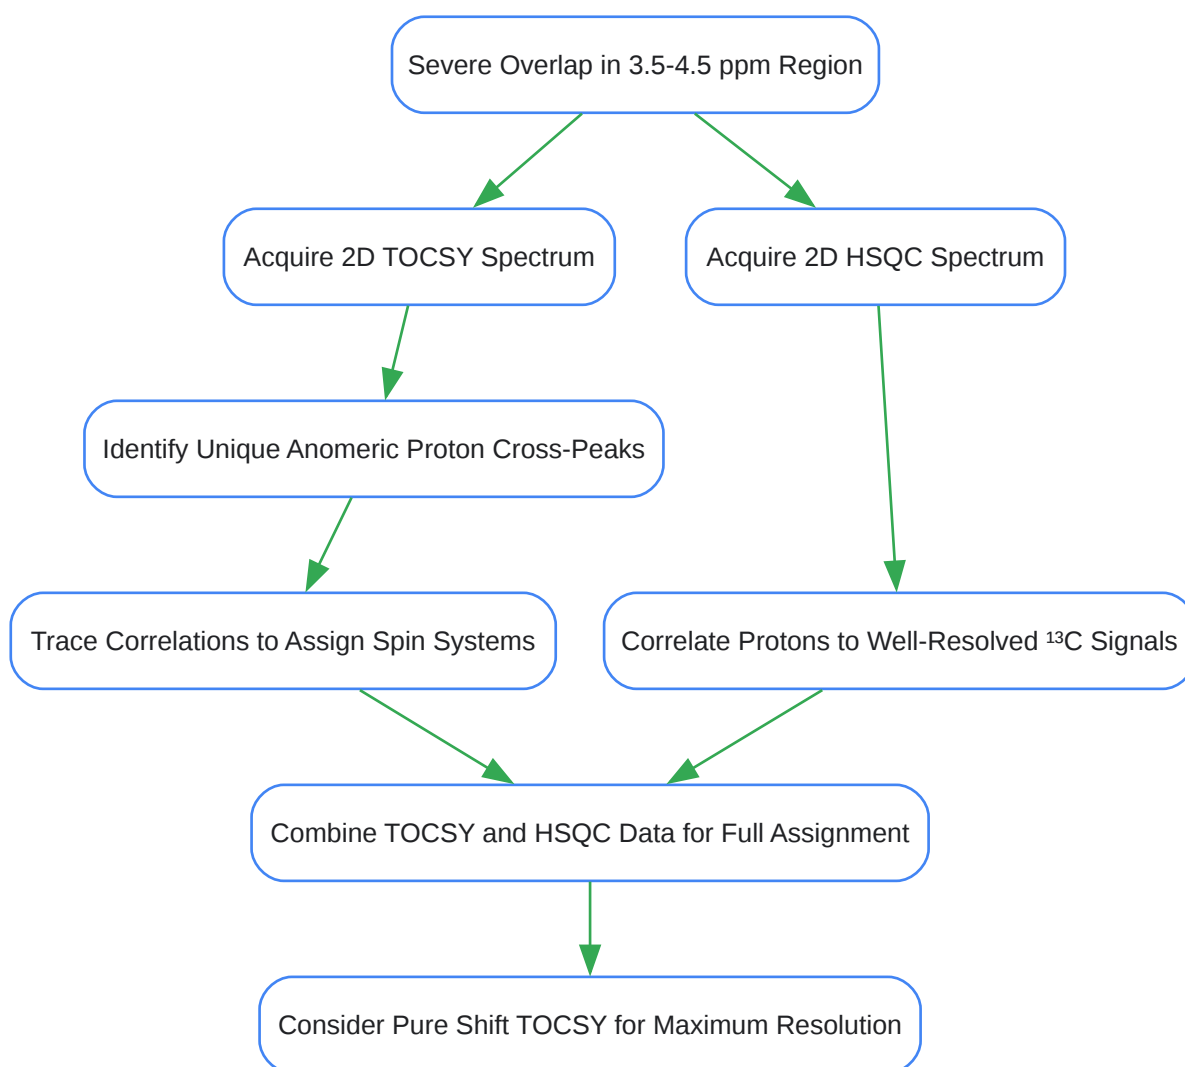 Severe Overlap in 3.5-4.5 ppm Region
Acquire 2D TOCSY Spectrum
Acquire 2D HSQC Spectrum
Identify Unique Anomeric Proton Cross-Peaks
Trace Correlations to Assign Spin Systems
Correlate Protons to Well-Resolved ¹³C Signals
Combine TOCSY and HSQC Data for Full Assignment
Consider Pure Shift TOCSY for Maximum Resolution